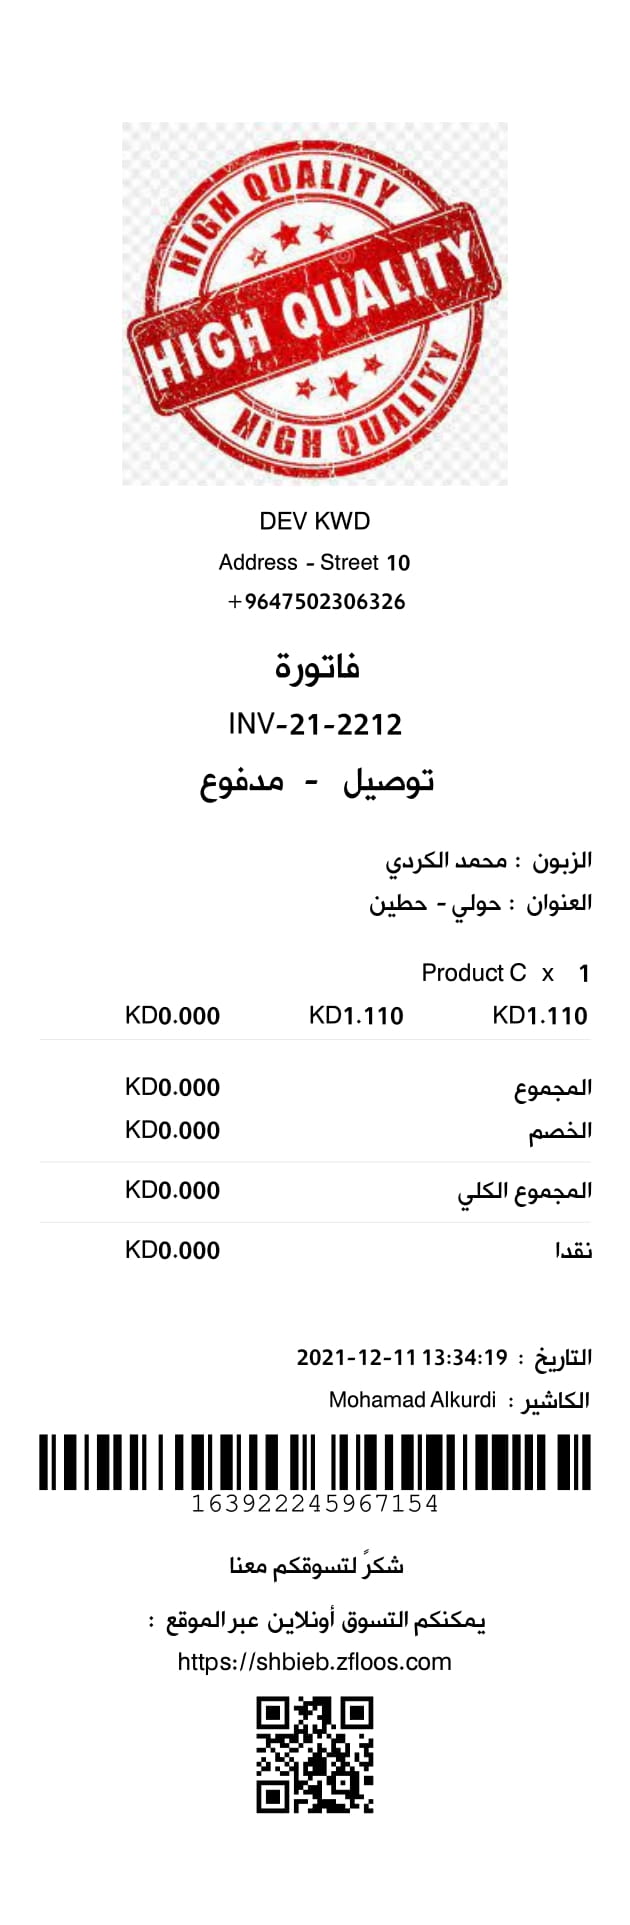 HIGH QUALITY
HIGH QUALITY
HIGH QUALITY
DEV KWD
Address - Street 10
+9647502306326
فاتورة
INV-21-2212
توصيل - مدفوع
الزبون : محمد الكردي
العنوان : حولي - حطين
Product C x 1
KD1.110 KD1.110 KD0.000
المجموع KD0.000
الخصم KD0.000
المجموع الكلي KD0.000
نقدا KD0.000
التاريخ : 2021-12-11 13:34:19
الكاشير : Mohamad Alkurdi
163922245967154
شكرً لتسوقكم معنا
يمكنكم التسوق أونلاين عبر الموقع :
https://shbieb.zfloos.com